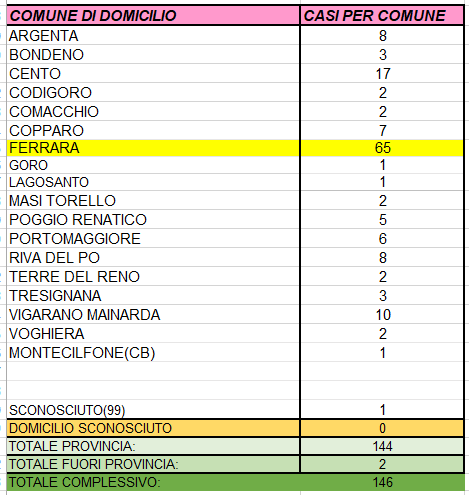 COMUNE DI DOMICILIO CASI PER COMUNE
ARGENTA 8
BONDENO 3
CENTO 17
CODIGORO 2
COMACCHIO 2
COPPARO 7
FERRARA 65
GORO 1
LAGOSANTO 1
MASI TORELLO 2
POGGIO RENATICO 5
PORTOMAGGIORE 6
RIVA DEL PO 8
TERRE DEL RENO 2
TRESIGNANA 3
VIGARANO MAINARDA 10
VOGHIERA 2
MONTECILFONE(CB) 1
SCONOSCIUTO(99) 1
DOMICILIO SCONOSCIUTO 0
TOTALE PROVINCIA: 144
TOTALE FUORI PROVINCIA: 2
TOTALE COMPLESSIVO: 146